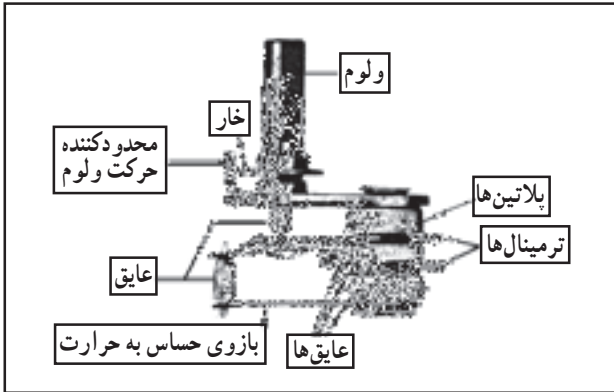 ولوم
خار
محدودکننده
حرکت ولوم
پلاتین‌ها
ترمینال‌ها
عایق
بازوی حساس به حرارت
عایق‌ها